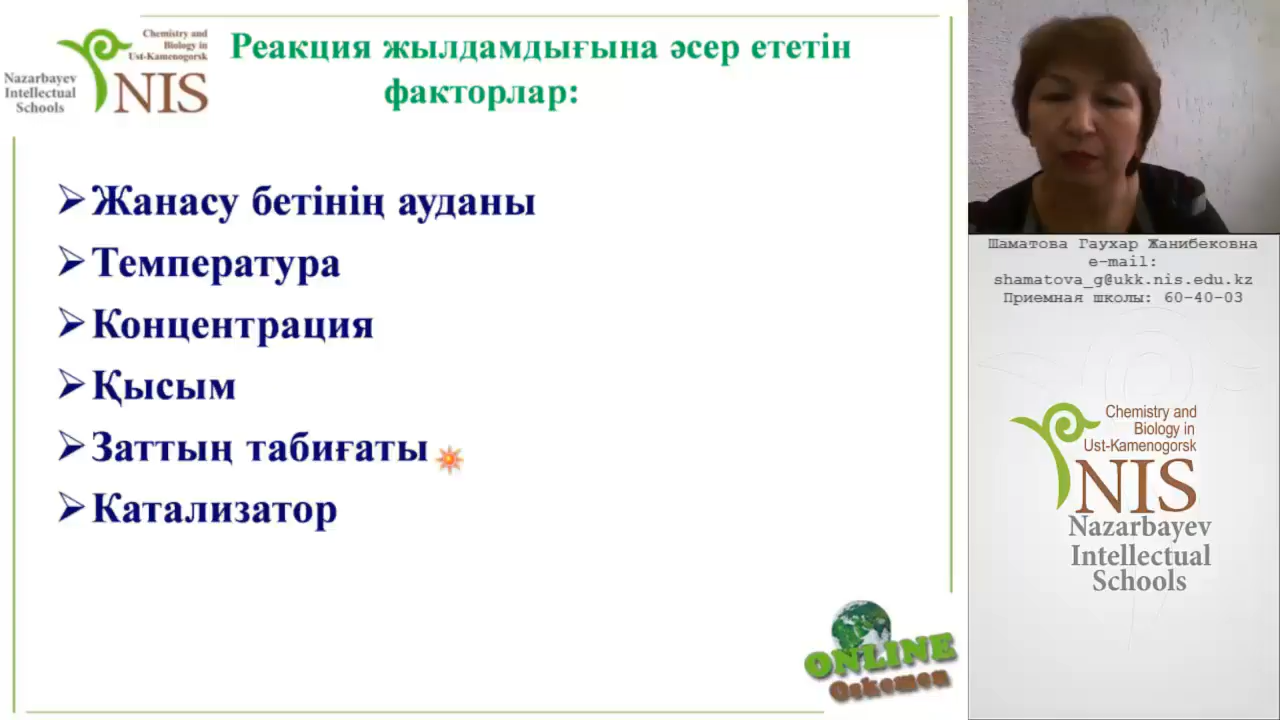 Chemistry and
Biology in
Ust-Kamenogorsk
Nazarbayev
Intellectual
Schools
NIS
Реакция жылдамдығына әсер ететін
факторлар:
Жанасу бетінің ауданы
Температура
Концентрация
Қысым
Заттың табиғаты
Катализатор
ONLINE
Oskemen
Шаматова Гаухар Жанибековна
e-mail:
shamatova_g@ukk.nis.edu.kz
Приемная школы: 60-40-03
Chemistry and
Biology in
Ust-Kamenogorsk
NIS
Nazarbayev
Intellectual
Schools